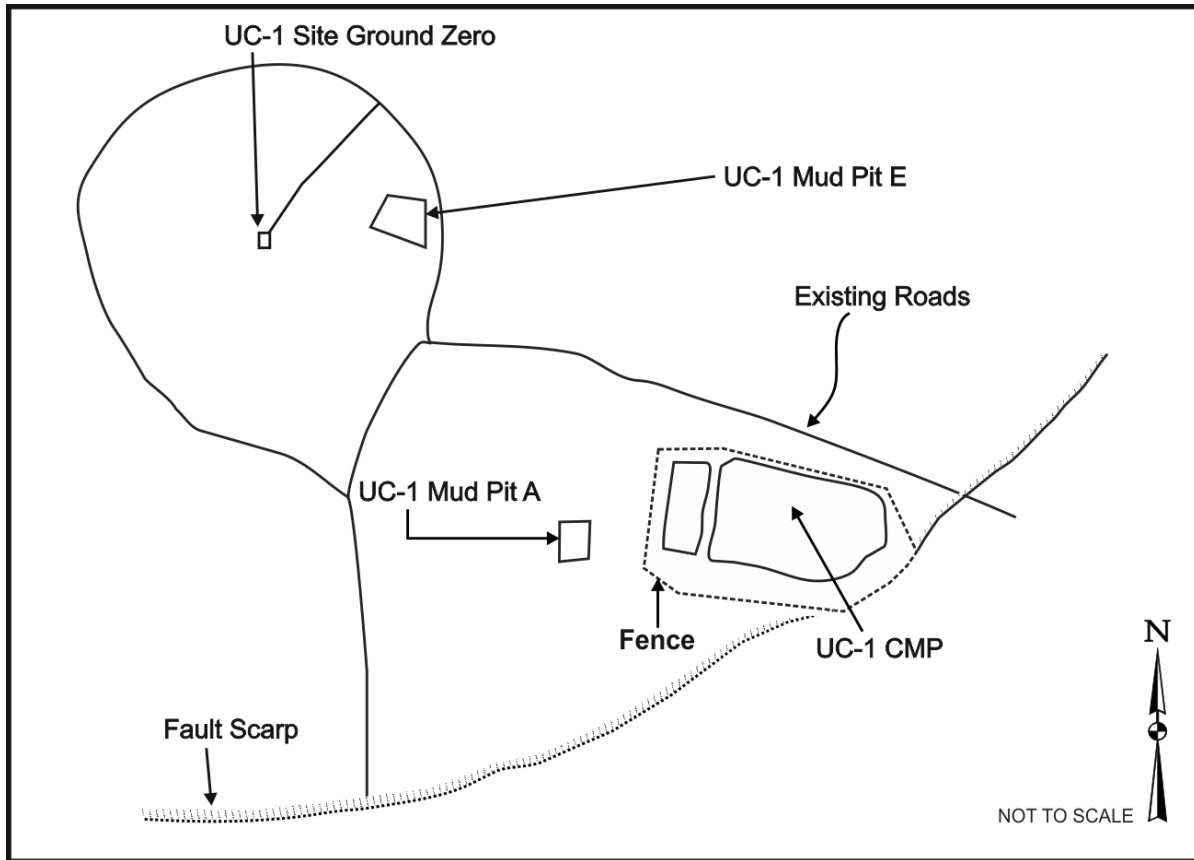 UC-1 Site Ground Zero
UC-1 Mud Pit E
Existing Roads
UC-1 Mud Pit A
Fence
UC-1 CMP
N
Fault Scarp
NOT TO SCALE